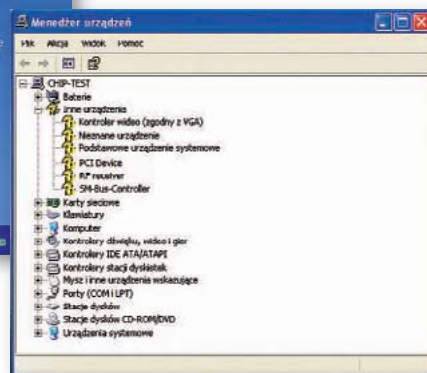 Menedżer urządzeń
Plik Akcja Widok Pomoc
CHIP-TEST
Baterie
Inne urządzenia
Kontroler wideo (zgodny z VGA)
Nieznane urządzenie
Podstawowe urządzenie systemowe
PCI Device
RF receiver
SM-Bus-Controller
Karty sieciowe
Klawiatury
Komputer
Kontrolery dźwięku, wideo i gier
Kontrolery IDE ATA/ATAPI
Kontrolery stacji dyskietek
Mysz i inne urządzenia wskazujące
Porty (COM i LPT)
Stacje dysków
Stacje dysków CD-ROM/DVD
Urządzenia systemowe